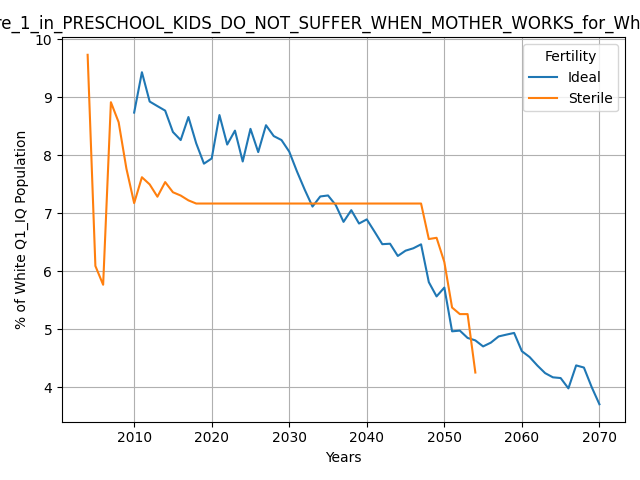 re_1_in_PRESCHOOL_KIDS_DO_NOT_SUFFER_WHEN_MOTHER_WORKS_for_Wh
10
9
8
7
6
5
4
% of White Q1_IQ Population
Fertility
Ideal
Sterile
2010 2020 2030 2040 2050 2060 2070
Years